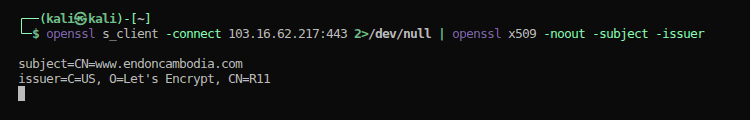 ┌──(kali㉿kali)-[~]
└─$ openssl s_client -connect 103.16.62.217:443 2>/dev/null | openssl x509 -noout -subject -issuer
subject=CN=www.endoncambodia.com
issuer=C=US, O=Let's Encrypt, CN=R11